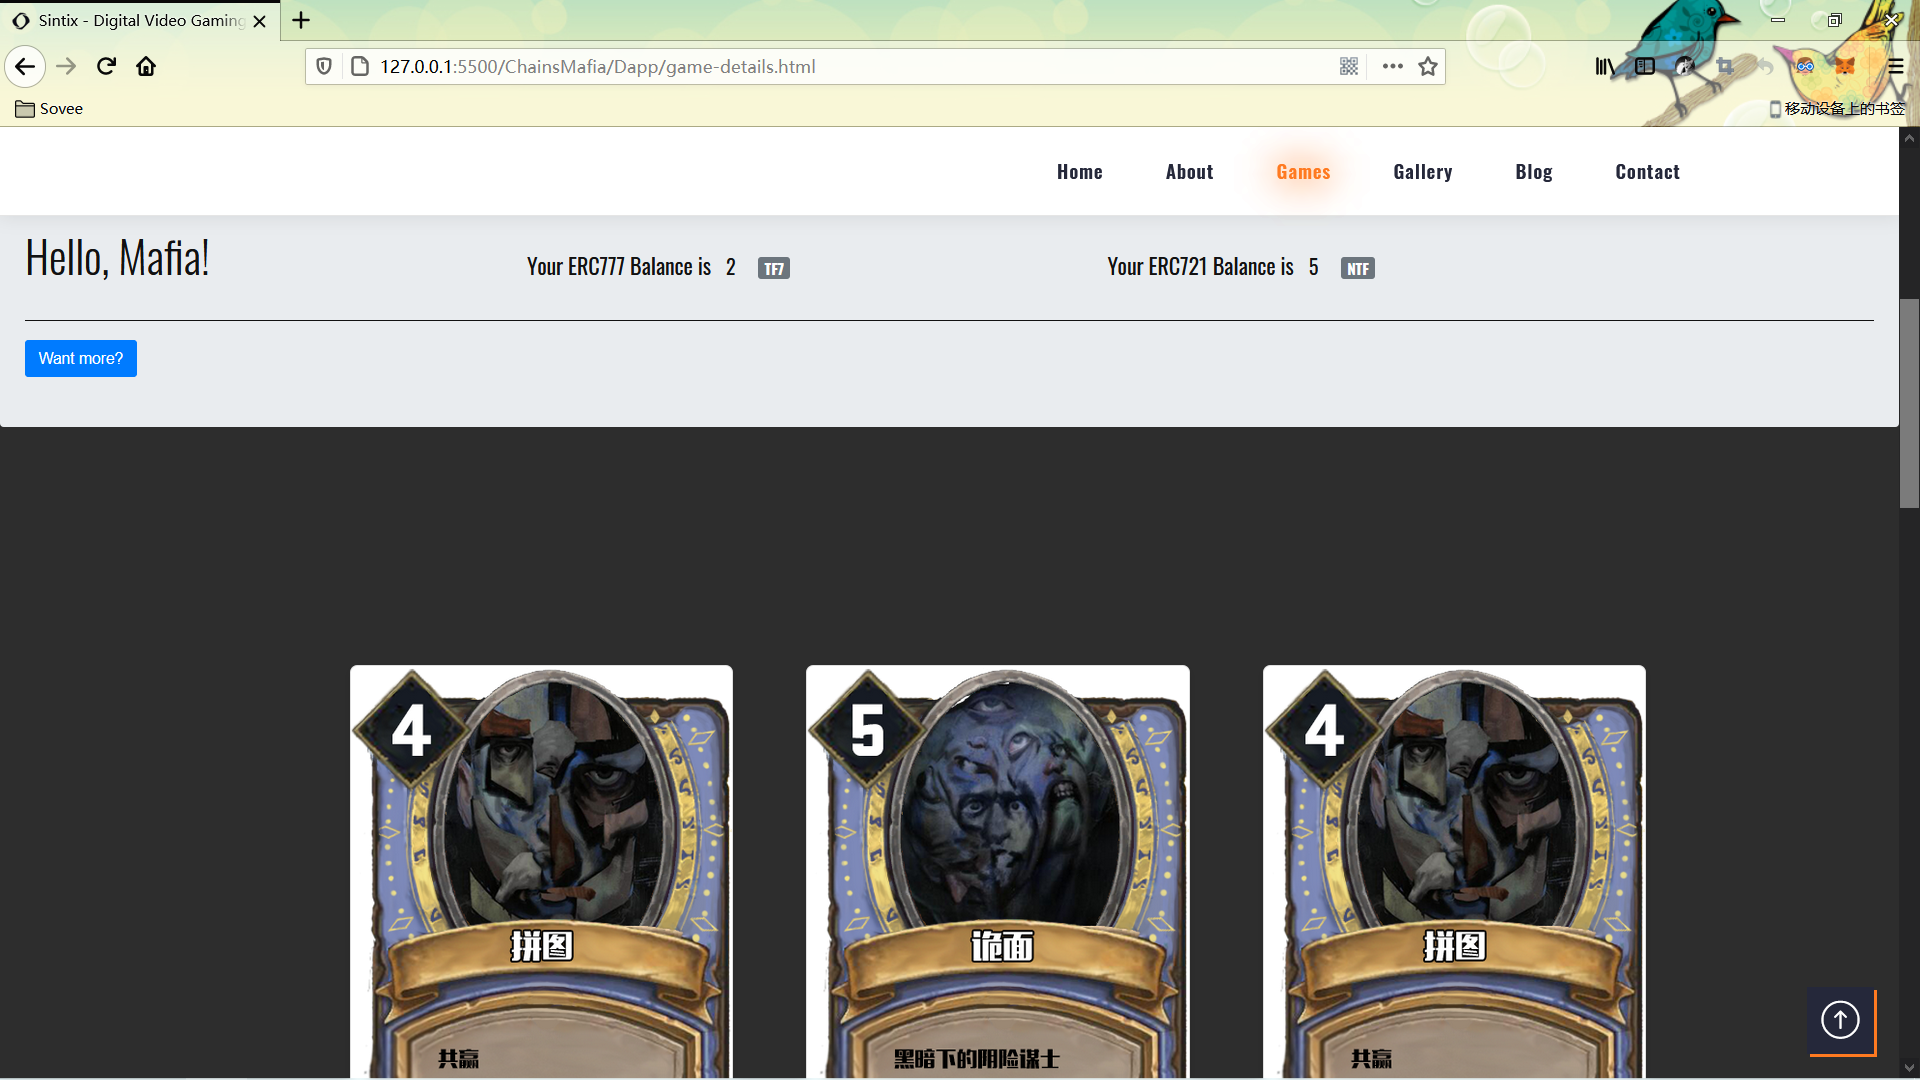 Sintix - Digital Video Gaming
127.0.0.1:5500/ChainsMafia/Dapp/game-details.html
Sovee
移动设备上的书签
Home About Games Gallery Blog Contact
Hello, Mafia!
Your ERC777 Balance is 2 TF7
Your ERC721 Balance is 5 NTF
Want more?
4
拼图
共赢
5
诡面
黑暗下的阴险谋士
4
拼图
共赢